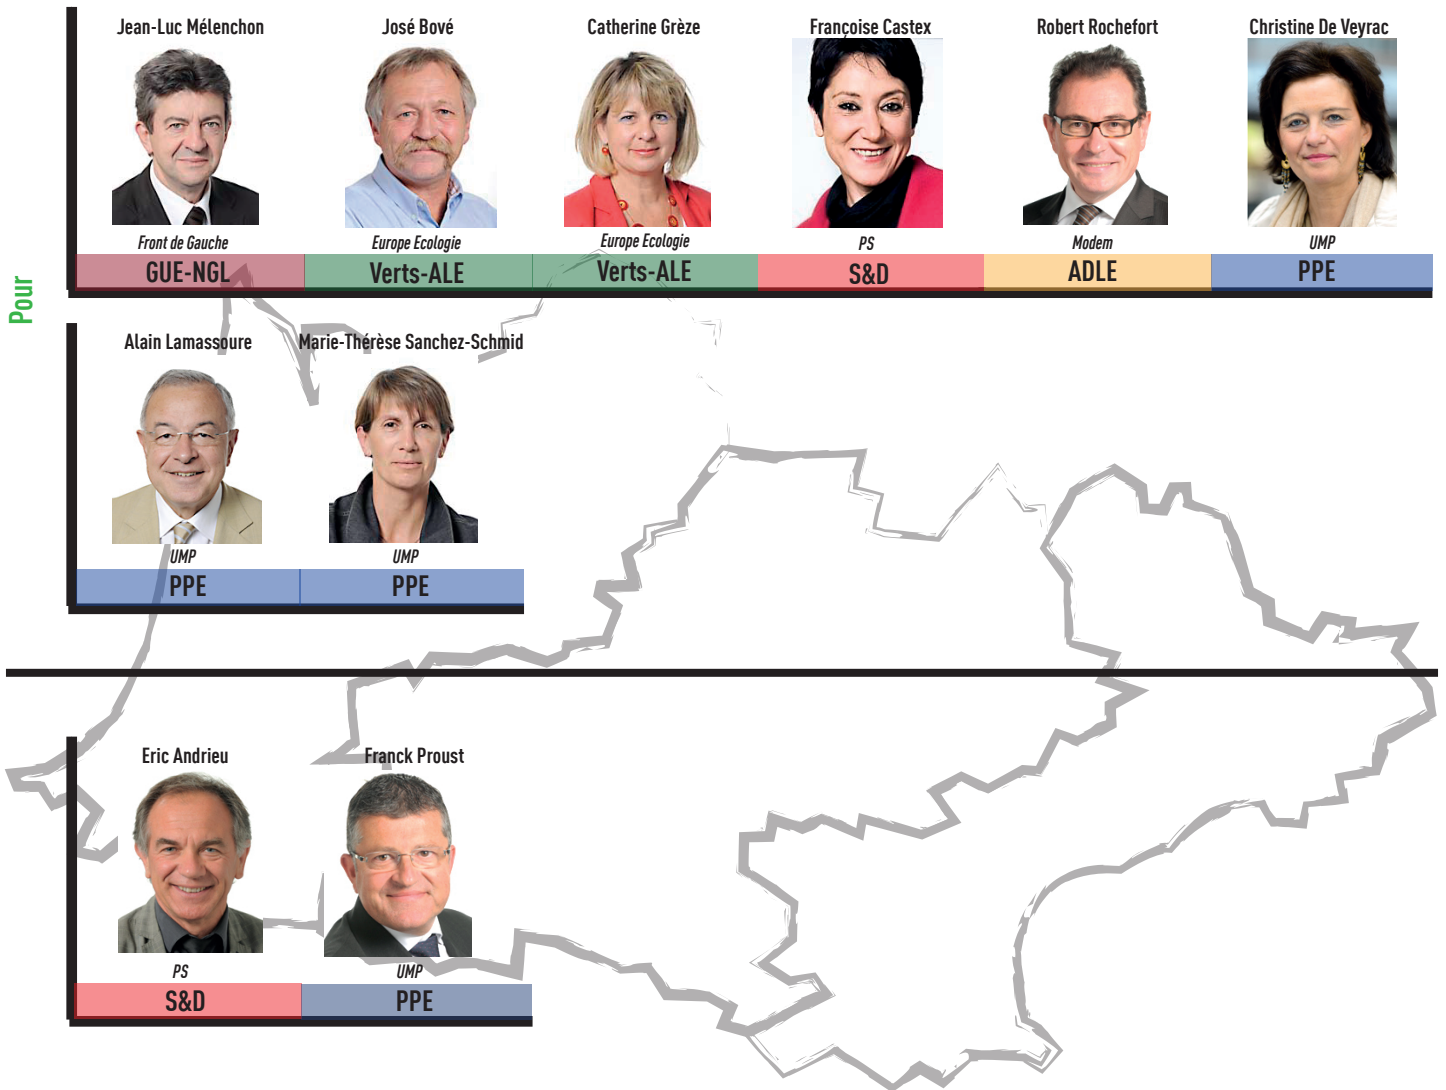 Jean-Luc Mélenchon José Bové Catherine Grèze Françoise Castex Robert Rochefort Christine De Veyrac
Front de Gauche Europe Ecologie Europe Ecologie PS Modem UMP
GUE-NGL Verts-ALE Verts-ALE S&D ADLE PPE
Pour
Alain Lamassoure Marie-Thérèse Sanchez-Schmid
UMP UMP
PPE PPE
Eric Andrieu Franck Proust
PS UMP
S&D PPE